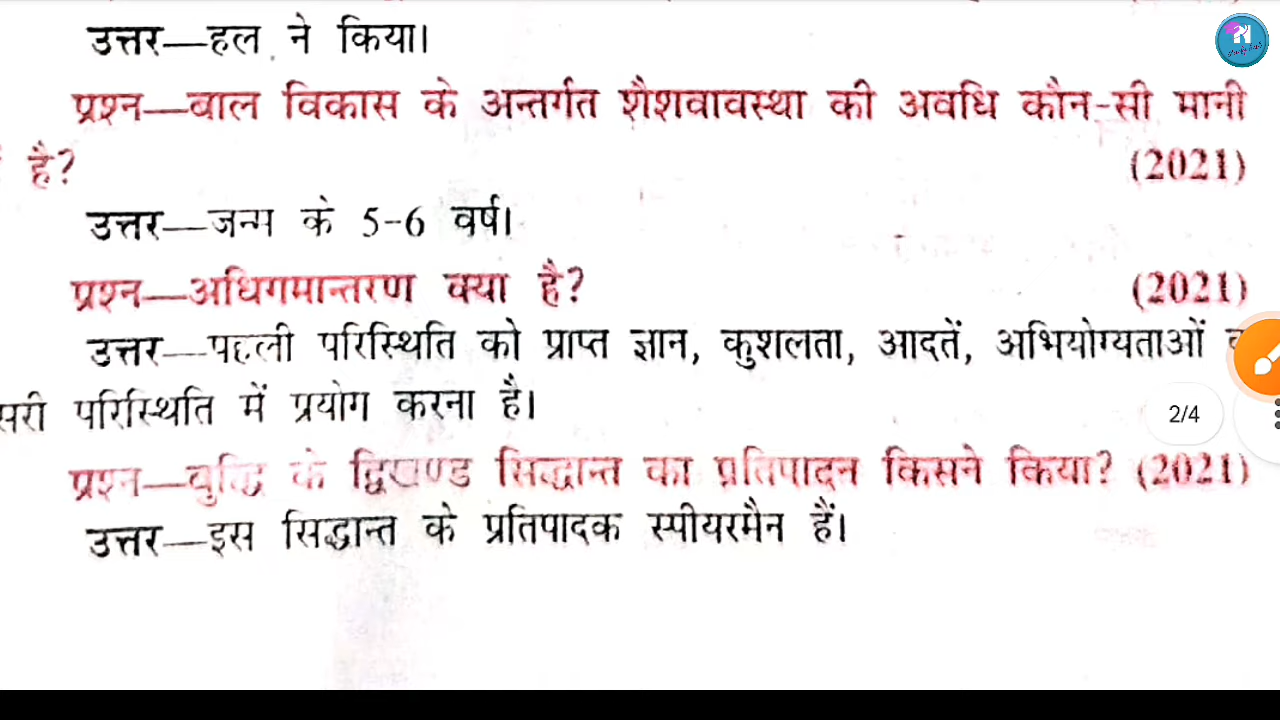 उत्तर—हल ने किया।
प्रश्न—बाल विकास के अन्तर्गत शैशवावस्था की अवधि कौन-सी मानी
है? (2021)
उत्तर—जन्म के 5-6 वर्ष।
प्रश्न—अधिगमान्तरण क्या है? (2021)
उत्तर—पहली परिस्थिति को प्राप्त ज्ञान, कुशलता, आदतें, अभियोग्यताओं
सरी परिस्थिति में प्रयोग करना है।
2/4
प्रश्न—बुद्धि के द्विखण्ड सिद्धान्त का प्रतिपादन किसने किया? (2021)
उत्तर—इस सिद्धान्त के प्रतिपादक स्पीयरमैन हैं।